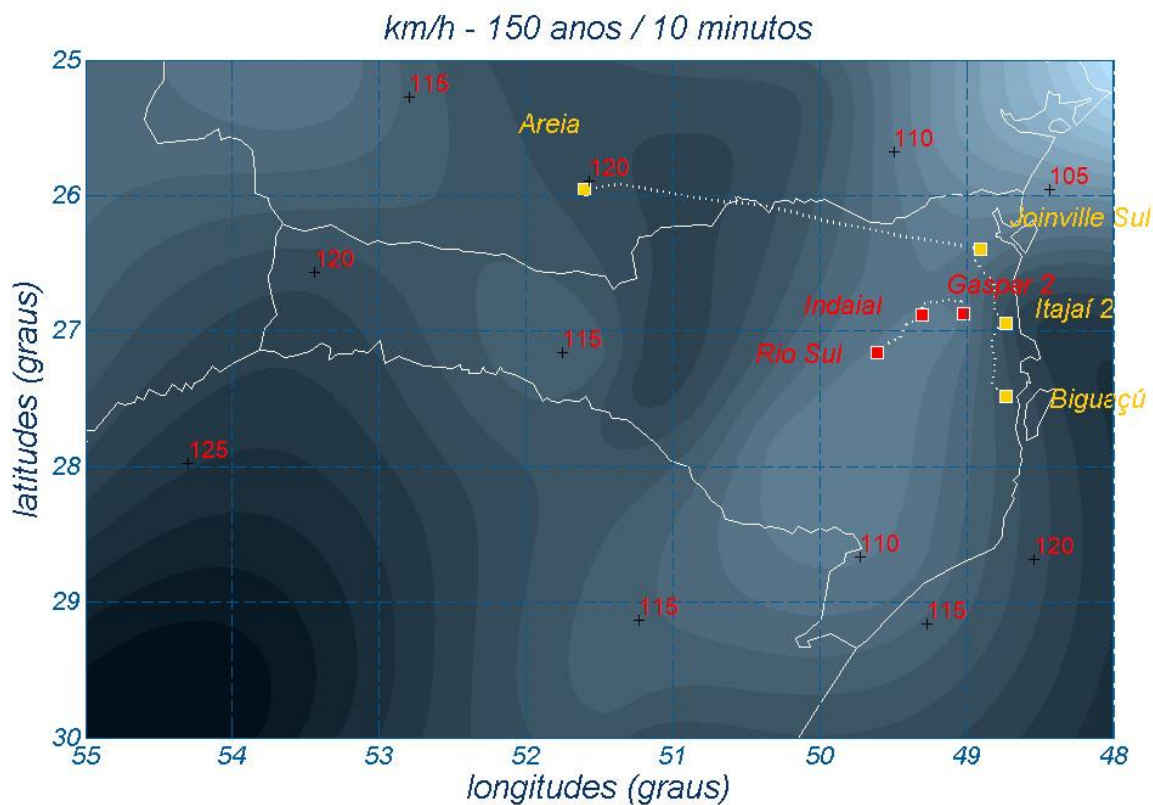 km/h - 150 anos / 10 minutos
25
115
Areia
110
120
105
26
Joinville Sul
120
Gaspar 2
Indaial
Itajaí 2
27
115
Rio Sul
Biguaçú
125
28
110
120
29
115
115
30
latitudes (graus)
55 54 53 52 51 50 49 48
longitudes (graus)